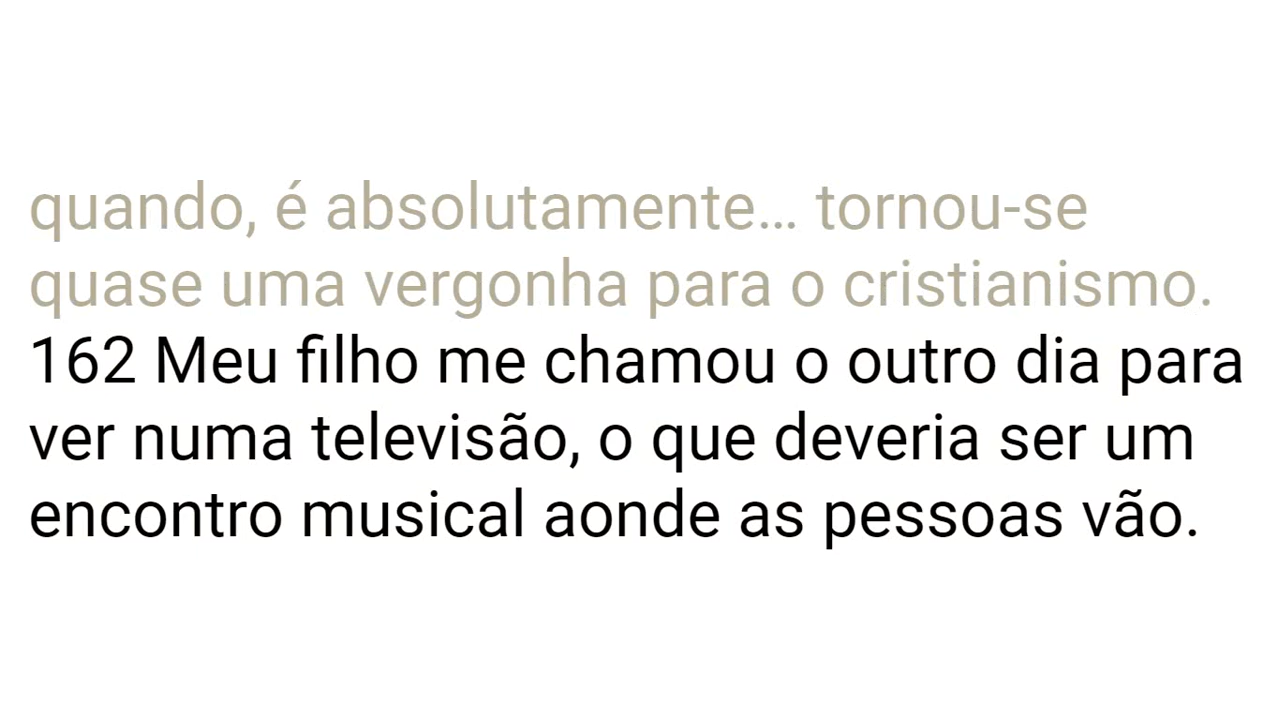 quando, é absolutamente… tornou-se
quase uma vergonha para o cristianismo.
162 Meu filho me chamou o outro dia para
ver numa televisão, o que deveria ser um
encontro musical aonde as pessoas vão.